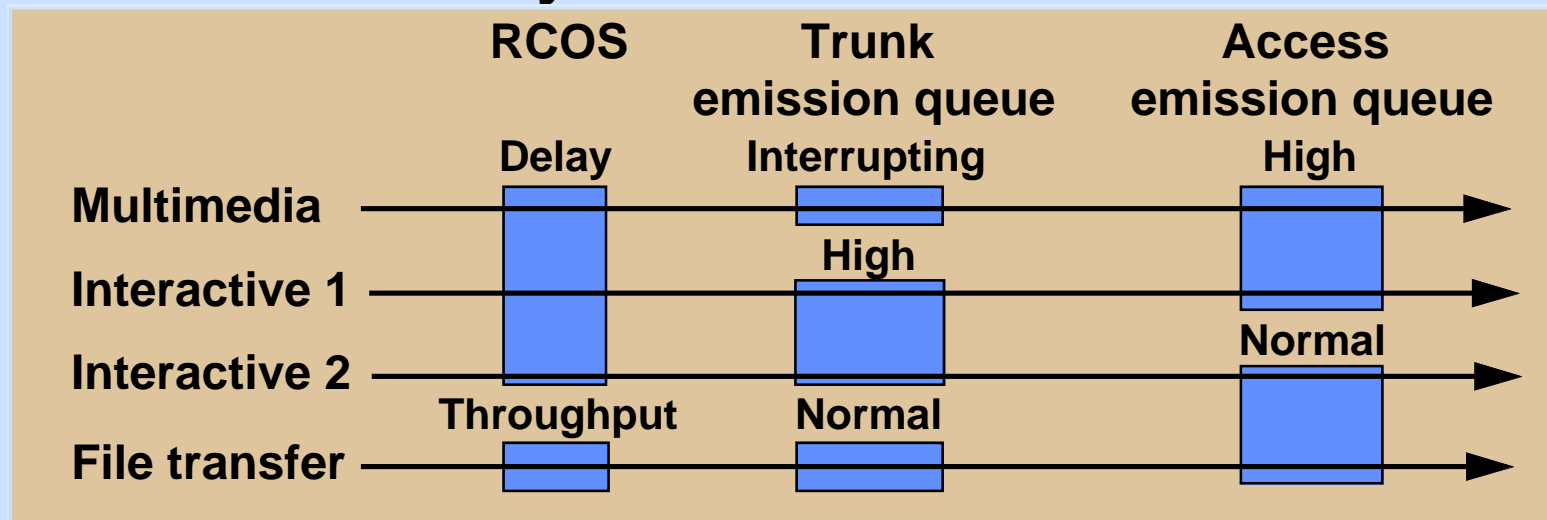 RCOS Trunk Access
emission queue emission queue
Delay Interrupting High
Multimedia
High
Interactive 1
Normal
Interactive 2
Throughput Normal
File transfer